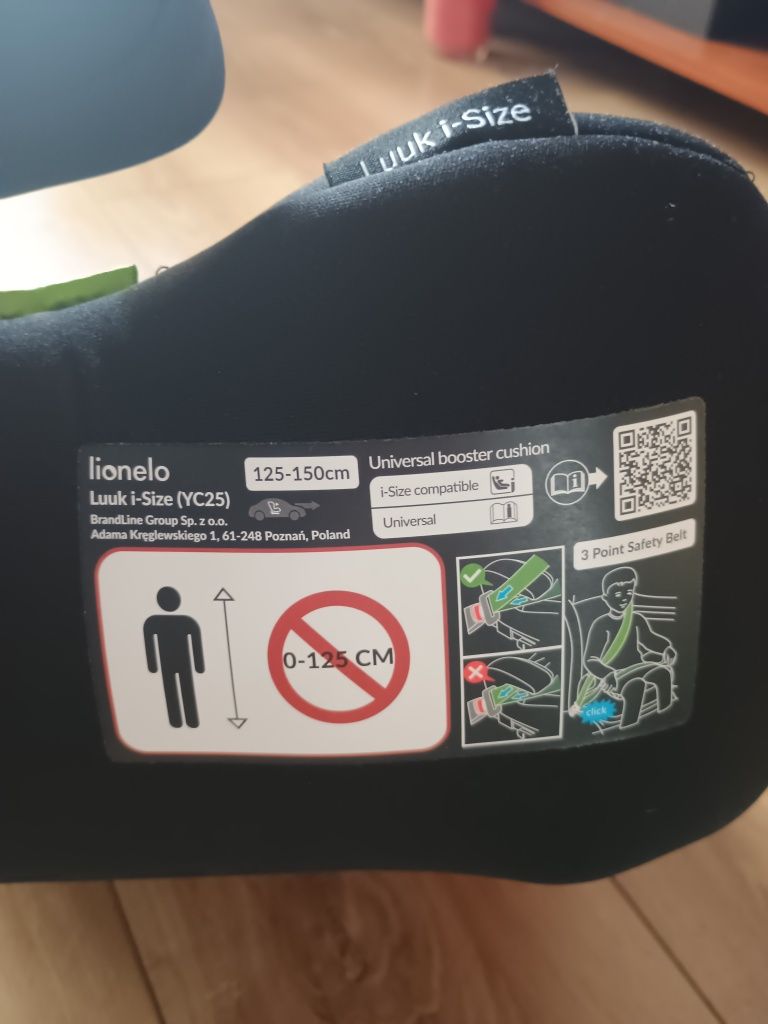 Luuk i-Size
lionelo
Luuk i-Size (YC25)
BrandLine Group Sp. z o.o.
Adama Kręglewskiego 1, 61-248 Poznań, Poland
125-150cm
Universal booster cushion
i-Size compatible
Universal
0-125 CM
3 Point Safety Belt
click